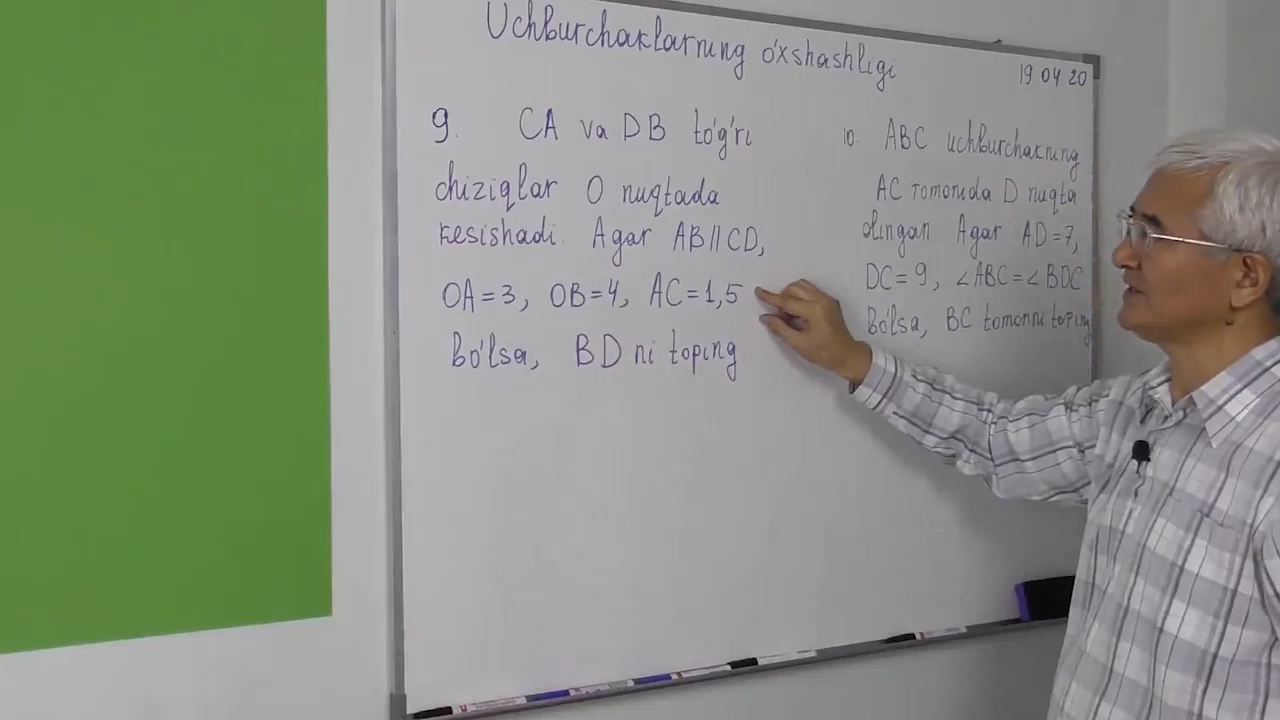 Uchburchaklarning o'xshashligi
19 04 20
9. CA va DB to'g'ri
chiziqlar O nuqtada
kesishadi. Agar AB//CD,
OA=3, OB=4, AC=1,5
bo'lsa, BD ni toping
10. ABC uchburchakning
AC tomonida D nuqta
olingan Agar AD=7,
DC=9, ∠ABC=∠BDC
Bo'lsa, BC tomonni toping